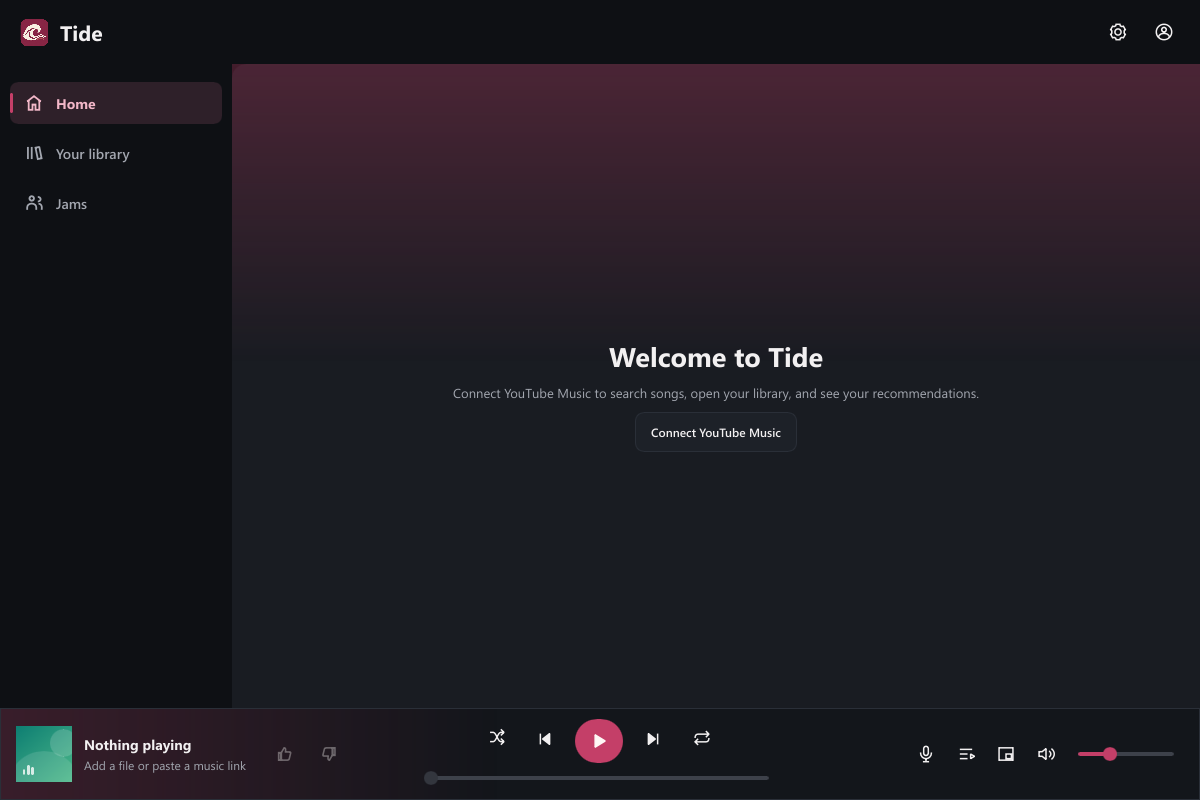 Tide
Home
Your library
Jams
Welcome to Tide
Connect YouTube Music to search songs, open your library, and see your recommendations.
Connect YouTube Music
Nothing playing
Add a file or paste a music link